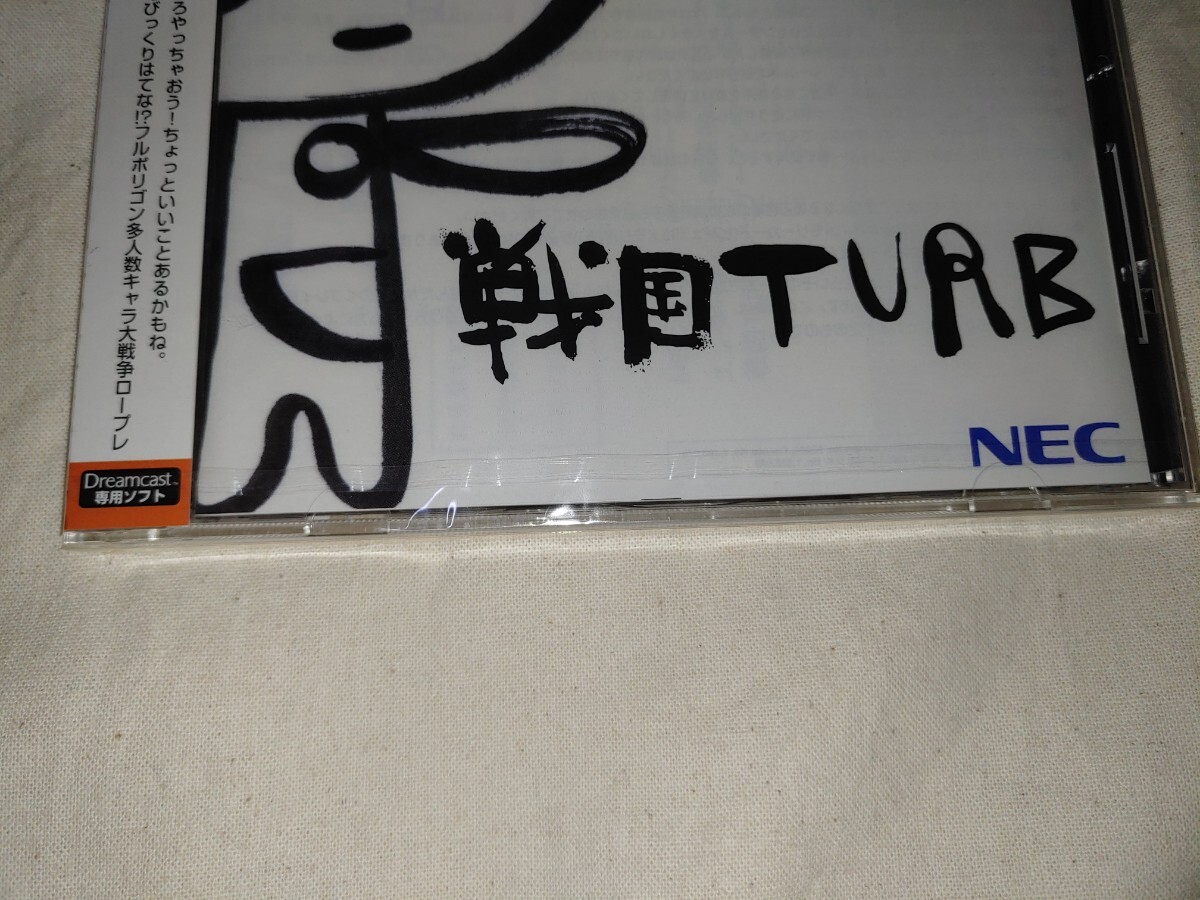 ろやっちゃおう!ちょっといいことあるかもね。
びっくりはてな!?フルポリゴン多人数キャラ大戦争ロープレ
Dreamcast™
専用ソフト
戦国TURB
NEC